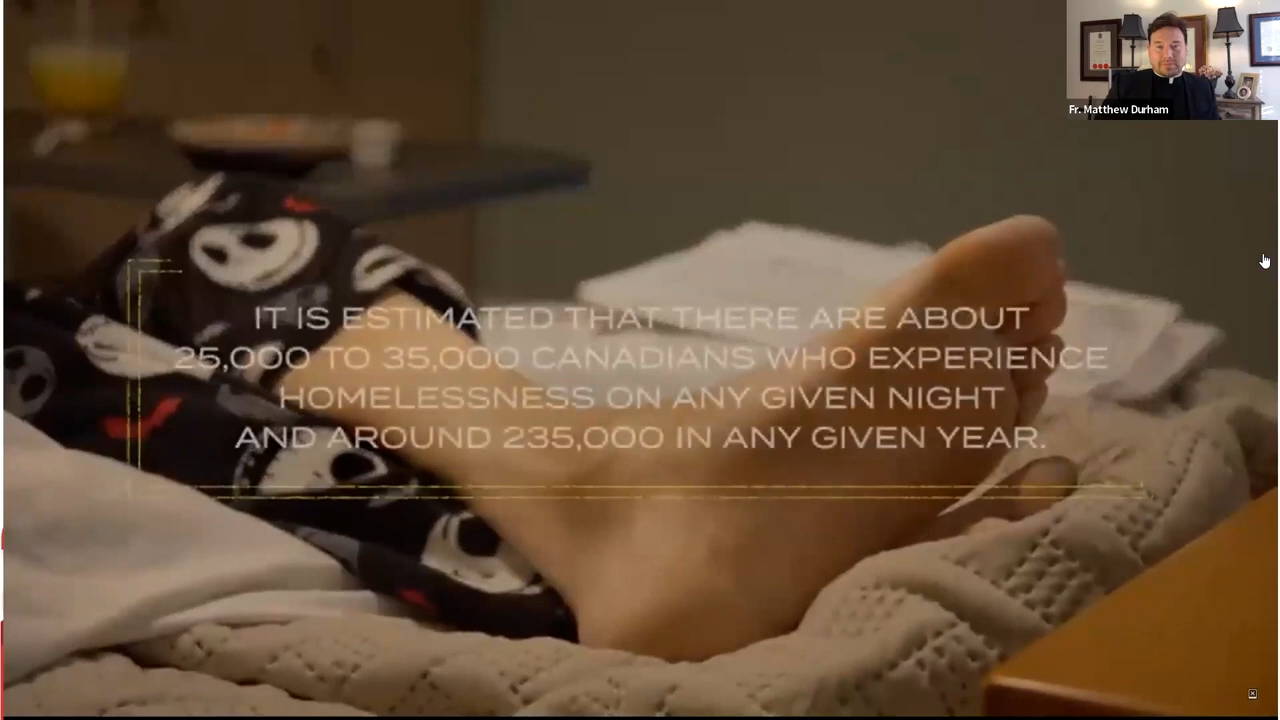 Fr. Matthew Durham
IT IS ESTIMATED THAT THERE ARE ABOUT
25,000 TO 35,000 CANADIANS WHO EXPERIENCE
HOMELESSNESS ON ANY GIVEN NIGHT
AND AROUND 235,000 IN ANY GIVEN YEAR.